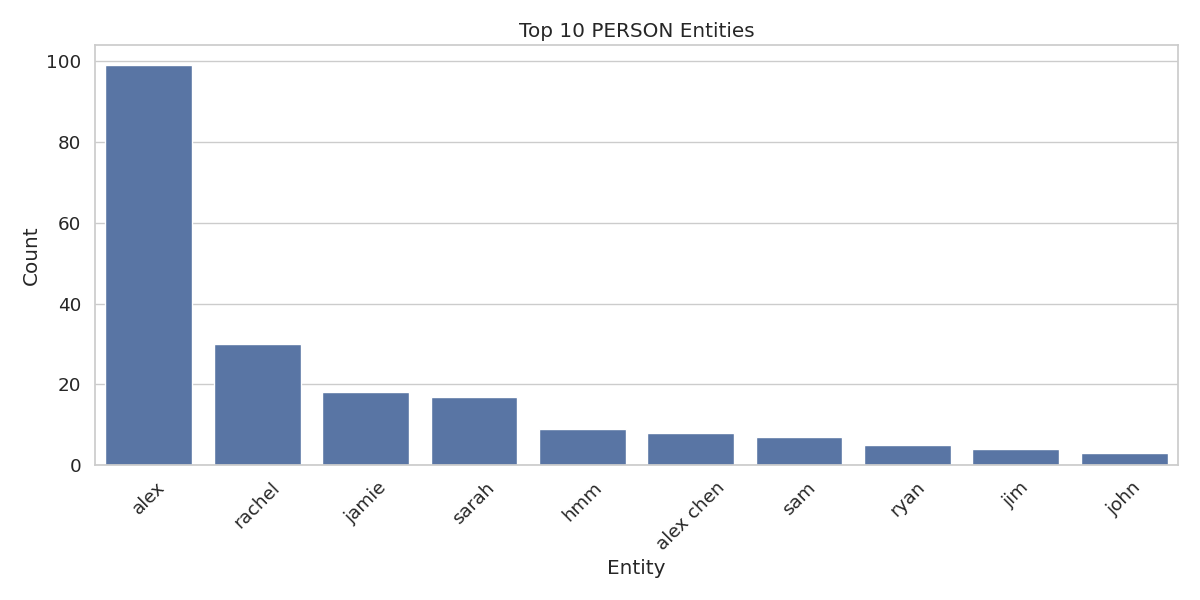 Top 10 PERSON Entities
Count
100
80
60
40
20
0
alex
rachel
jamie
sarah
hmm
alex chen
sam
ryan
jim
john
Entity